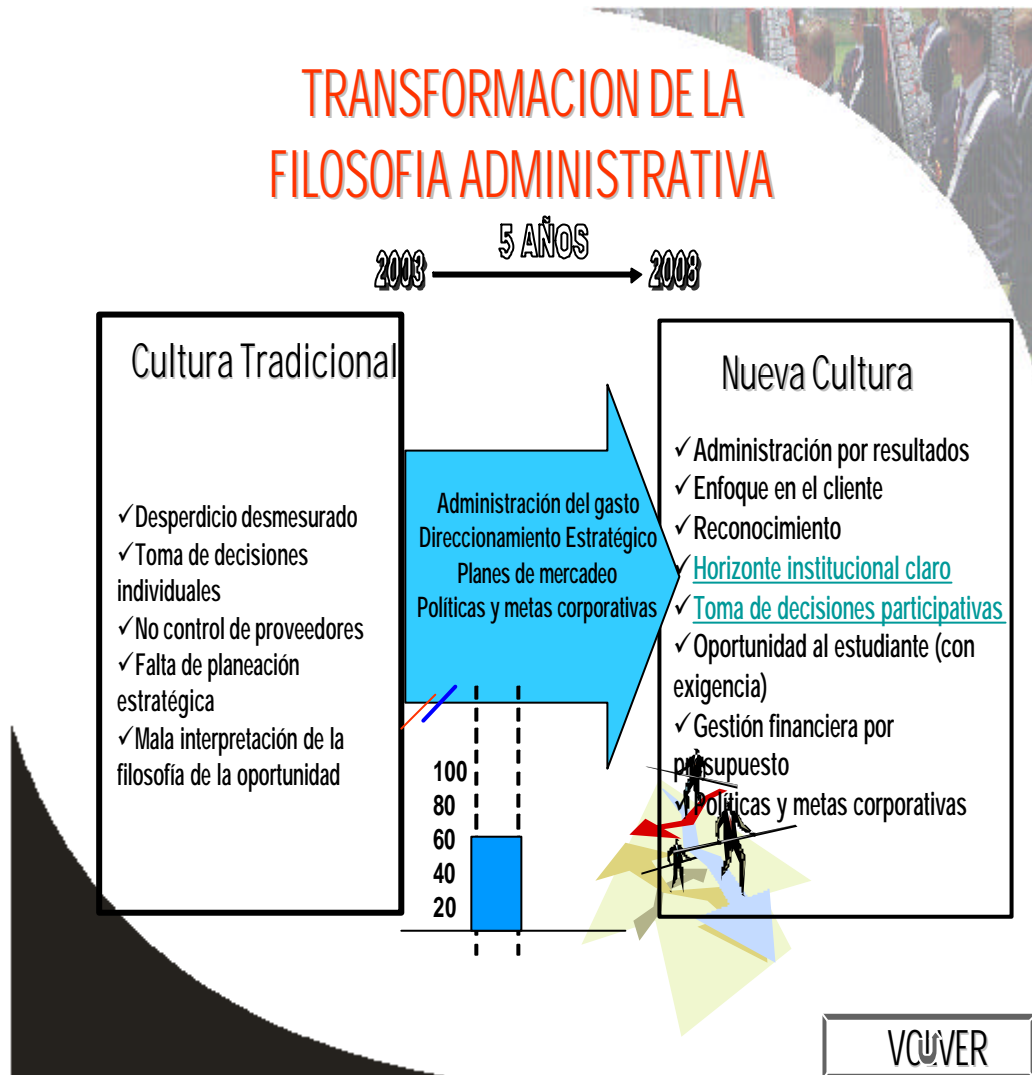 TRANSFORMACION DE LA
FILOSOFIA ADMINISTRATIVA
5 AÑOS
2003
2008
Cultura Tradicional
✓Desperdicio desmesurado
✓Toma de decisiones
individuales
✓No control de proveedores
✓Falta de planeación
estratégica
✓Mala interpretación de la
filosofía de la oportunidad
Administración del gasto
Direccionamiento Estratégico
Planes de mercadeo
Políticas y metas corporativas
100
80
60
40
20
Nueva Cultura
✓Administración por resultados
✓Enfoque en el cliente
✓Reconocimiento
✓Horizonte institucional claro
✓Toma de decisiones participativas
✓Oportunidad al estudiante (con
exigencia)
✓Gestión financiera por
presupuesto
✓Políticas y metas corporativas
VOLVER